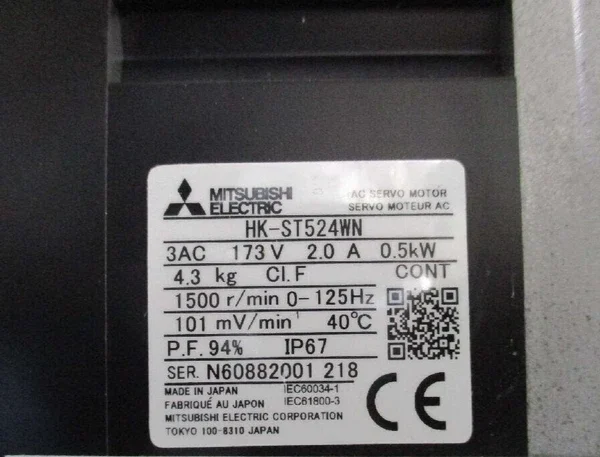 MITSUBISHI
ELECTRIC
AC SERVO MOTOR
SERVO MOTEUR AC
HK-ST524WN
3AC 173 V 2.0 A 0.5kW
4.3 kg CI.F CONT
1500 r/min 0-125Hz
101 mV/min⁻¹ 40℃
P.F. 94% IP67
SER. N60882001 218
MADE IN JAPAN IEC60034-1
FABRIQUÉ AU JAPON IEC61800-3
MITSUBISHI ELECTRIC CORPORATION
TOKYO 100-8310 JAPAN
CE